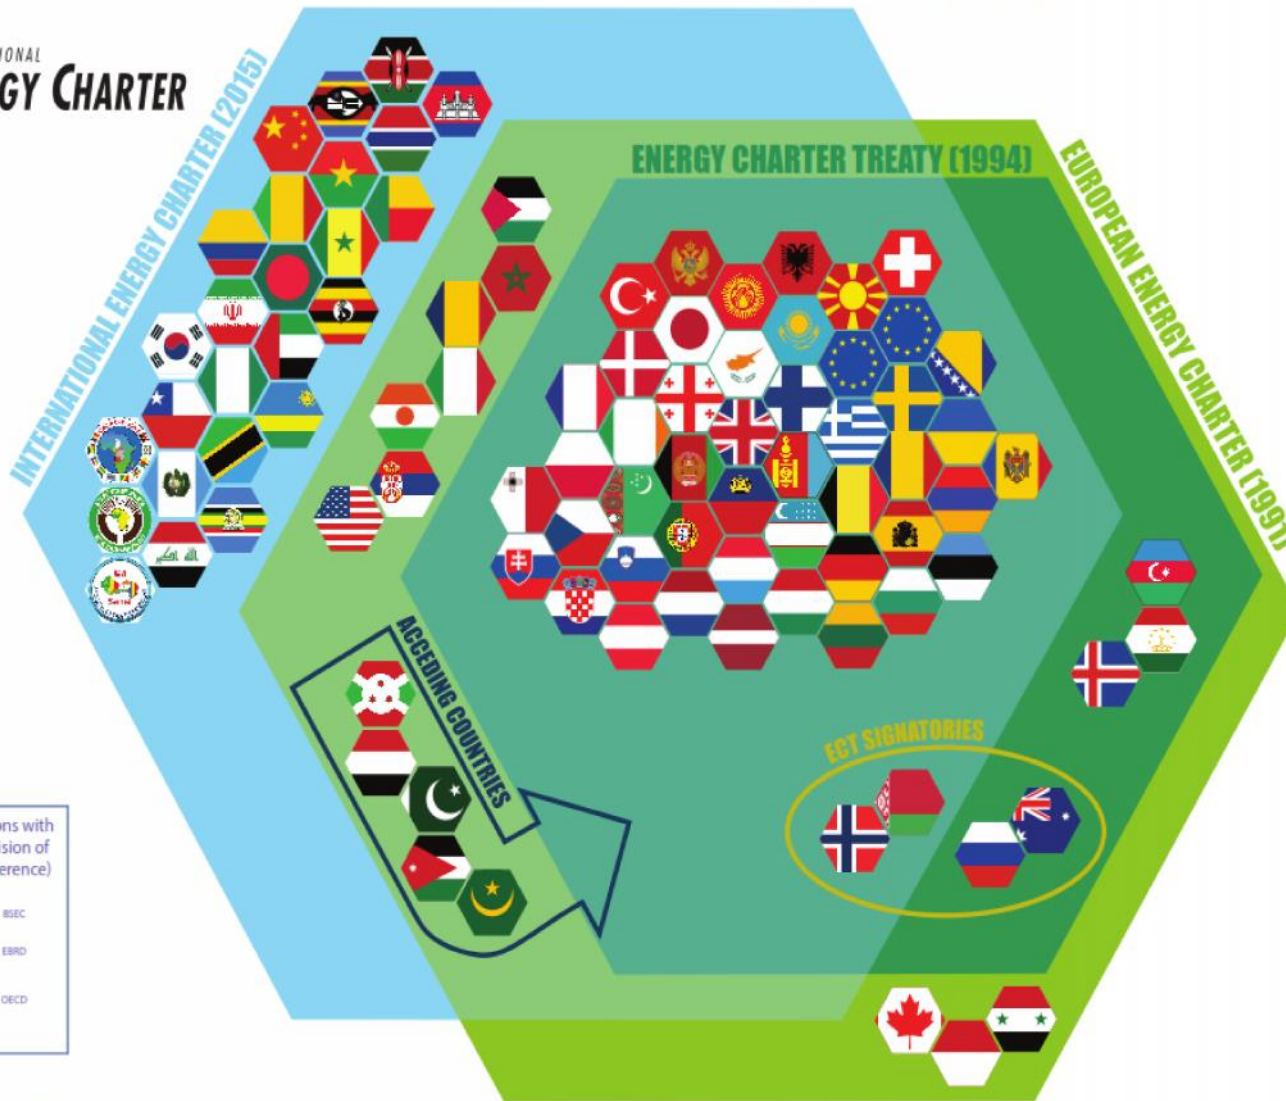 IONAL
GY CHARTER
INTERNATIONAL ENERGY CHARTER (2015)
ENERGY CHARTER TREATY (1994)
EUROPEAN ENERGY CHARTER (1991)
ACCEDING COUNTRIES
ECT SIGNATORIES
ons with
ision of
erence)
BSEC
EBRD
OECD